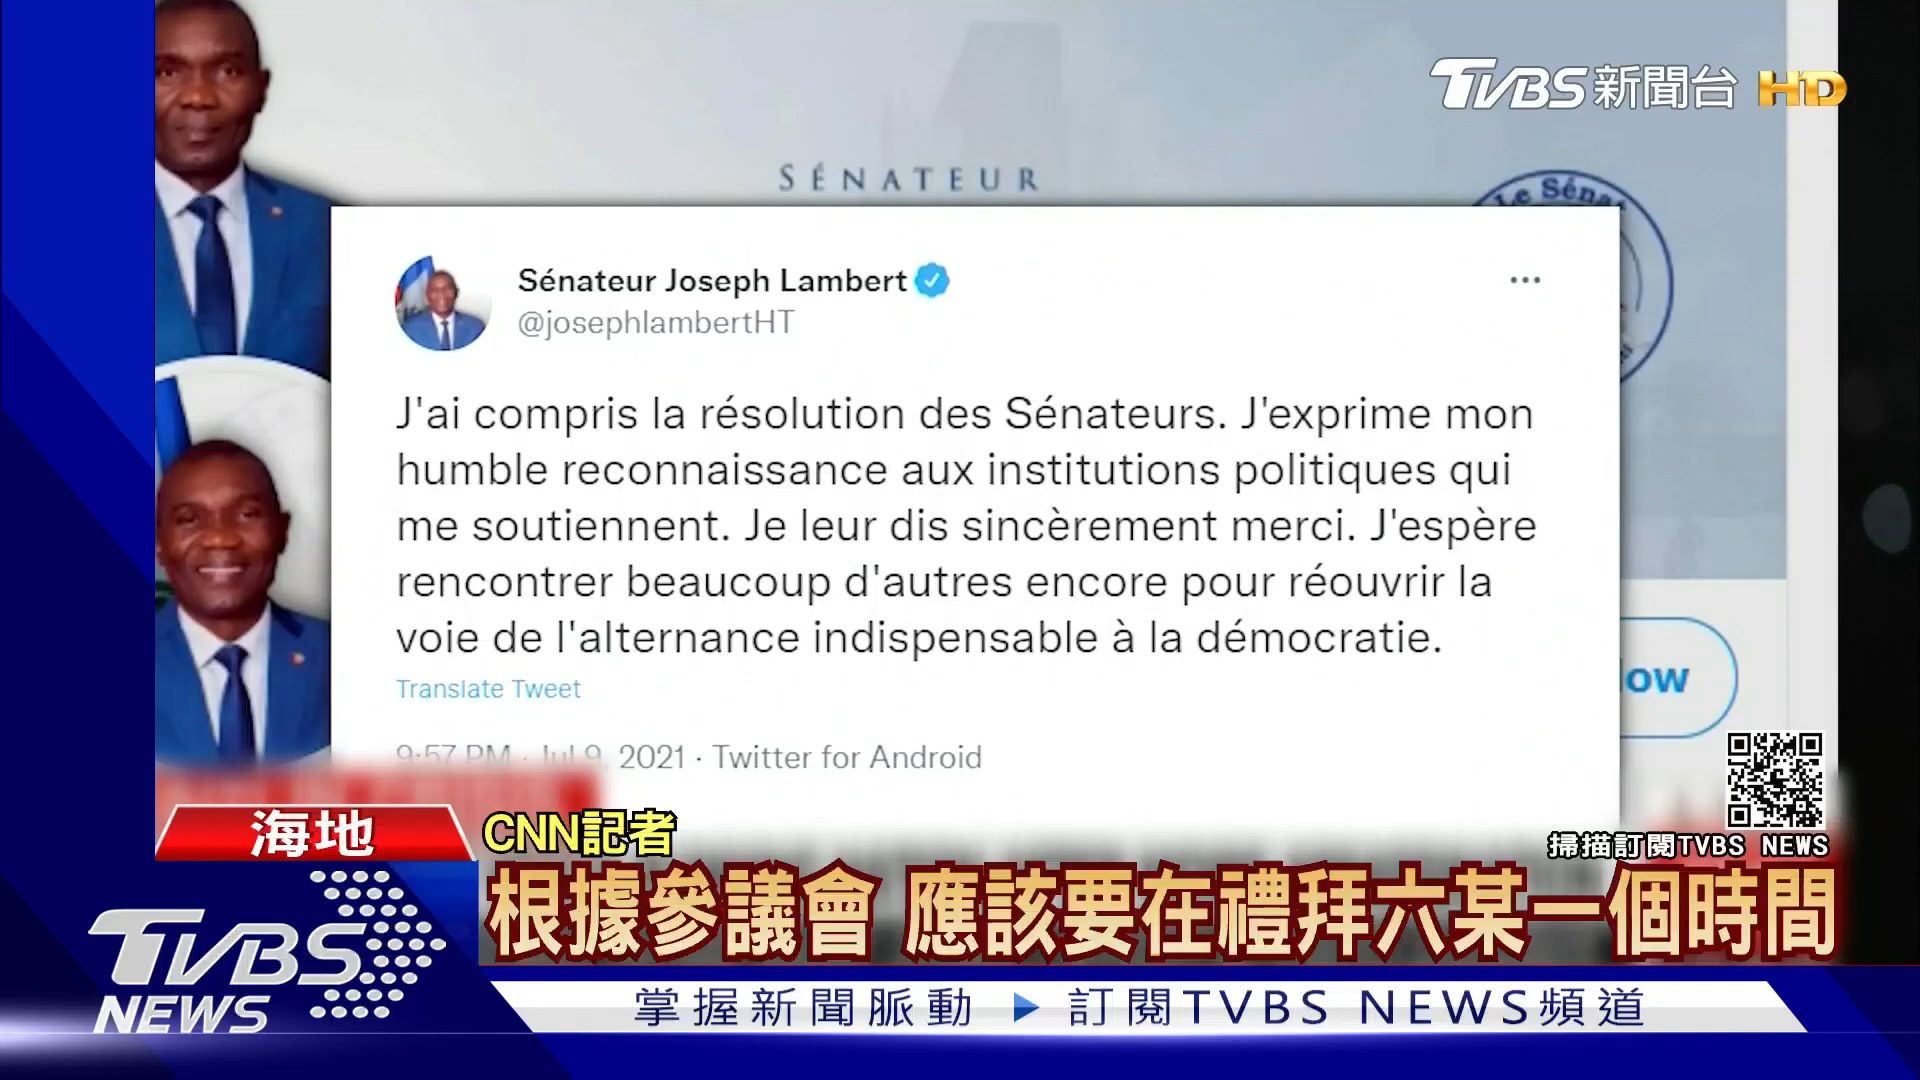 TVBS新聞台 HD
SÉNATEUR
Le Sénat
Sénateur Joseph Lambert
@josephlambertHT
J'ai compris la résolution des Sénateurs. J'exprime mon
humble reconnaissance aux institutions politiques qui
me soutiennent. Je leur dis sincèrement merci. J'espère
rencontrer beaucoup d'autres encore pour réouvrir la
voie de l'alternance indispensable à la démocratie.
Translate Tweet
ow
9:57 PM · Jul 9, 2021 · Twitter for Android
海地
CNN記者
掃描訂閱TVBS NEWS
根據參議會 應該要在禮拜六某一個時間
TVBS
NEWS
掌握新聞脈動 ▶ 訂閱TVBS NEWS頻道